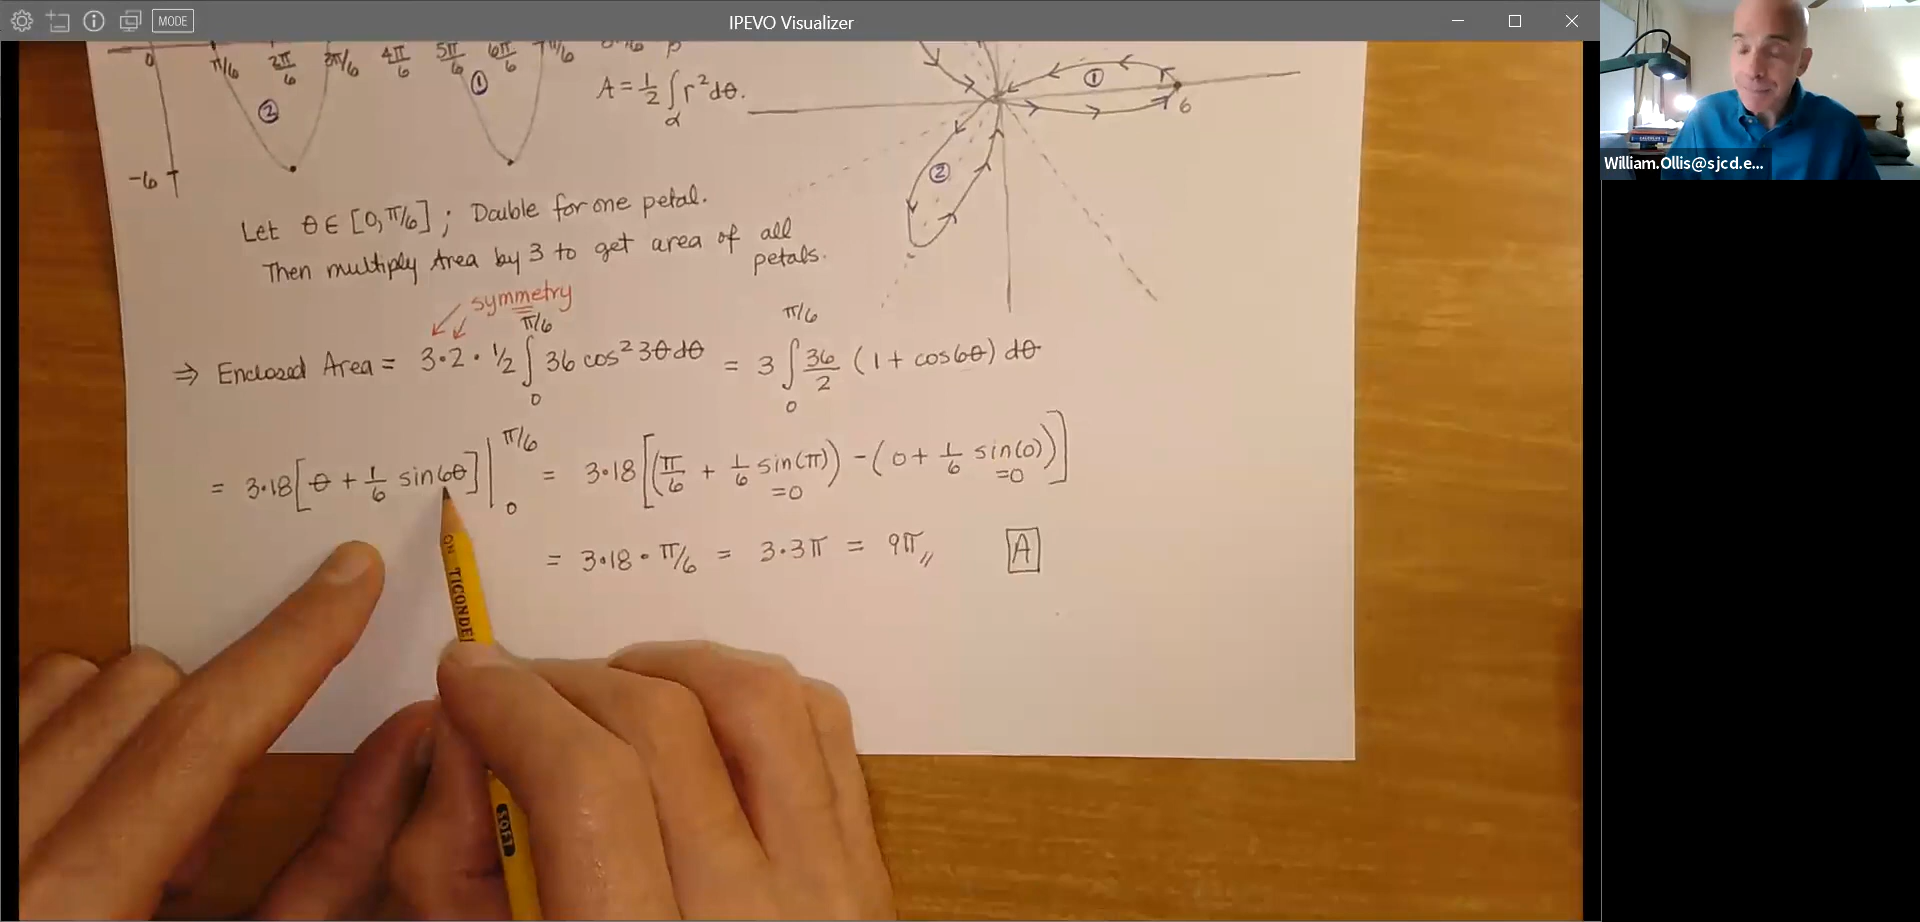 MODE
IPEVO Visualizer
0 π/6 2π/6 3π/6 4π/6 5π/6 6π/6 7π/6
② ①
-6
A = 1/2 ∫ r² dθ.
α β
① 6
②
William.Ollis@sjcd.e...
Let θ ∈ [0, π/6] ; Double for one petal.
Then multiply Area by 3 to get area of all
petals.
symmetry
⇒ Enclosed Area = 3·2·1/2 ∫₀^{π/6} 36 cos² 3θ dθ = 3 ∫₀^{π/6} 36/2 (1 + cos6θ) dθ
= 3·18 [θ + 1/6 sin6θ] |₀^{π/6} = 3·18 [(π/6 + 1/6 sin(π)) - (0 + 1/6 sin(0))]
=0 =0
= 3·18 · π/6 = 3·3π = 9π,, A
TICONDE
SOFT